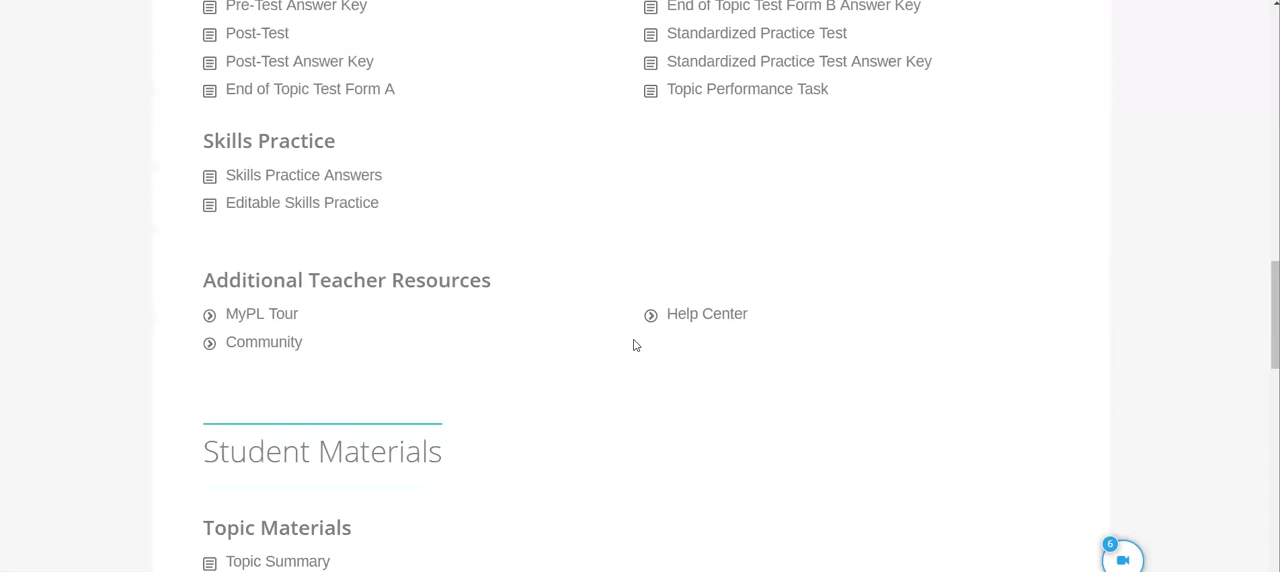 Pre-Test Answer Key
End of Topic Test Form B Answer Key
Post-Test
Standardized Practice Test
Post-Test Answer Key
Standardized Practice Test Answer Key
End of Topic Test Form A
Topic Performance Task
Skills Practice
Skills Practice Answers
Editable Skills Practice
Additional Teacher Resources
MyPL Tour
Help Center
Community
Student Materials
Topic Materials
Topic Summary
6